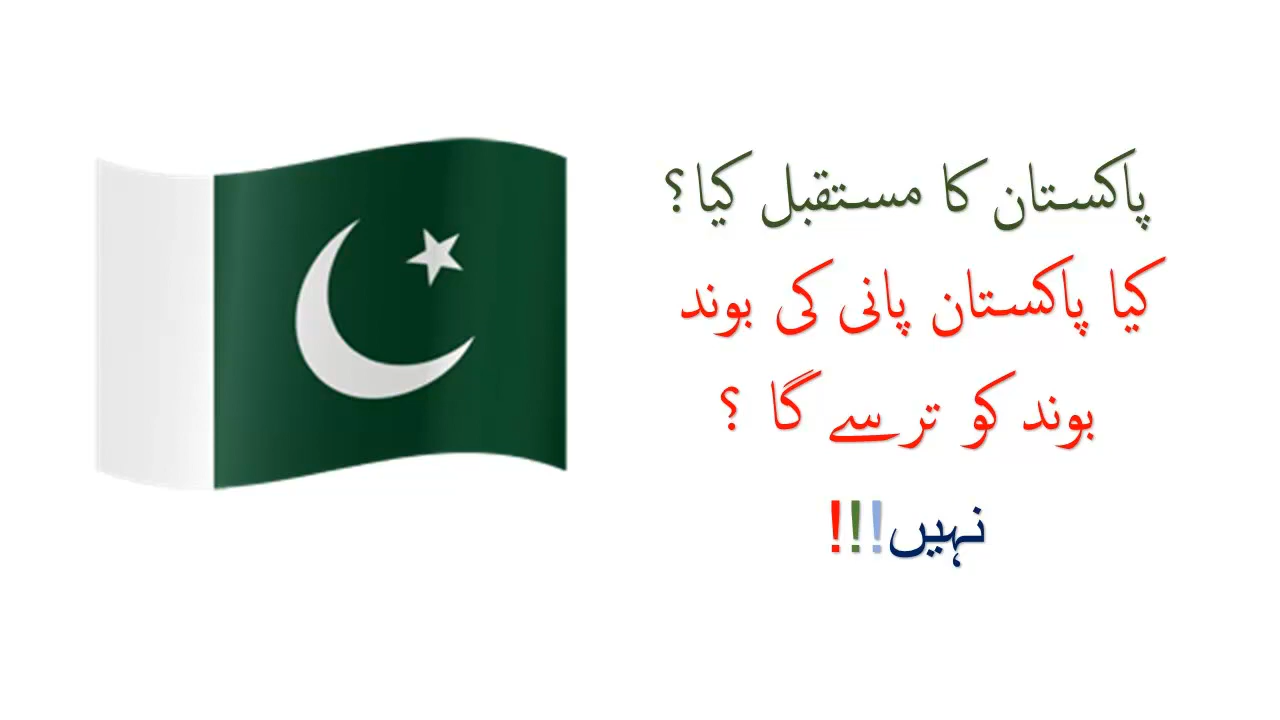 پاکستان کا مستقبل کیا؟
کیا پاکستان پانی کی بوند
بوند کو ترسے گا ؟
نہیں!!!